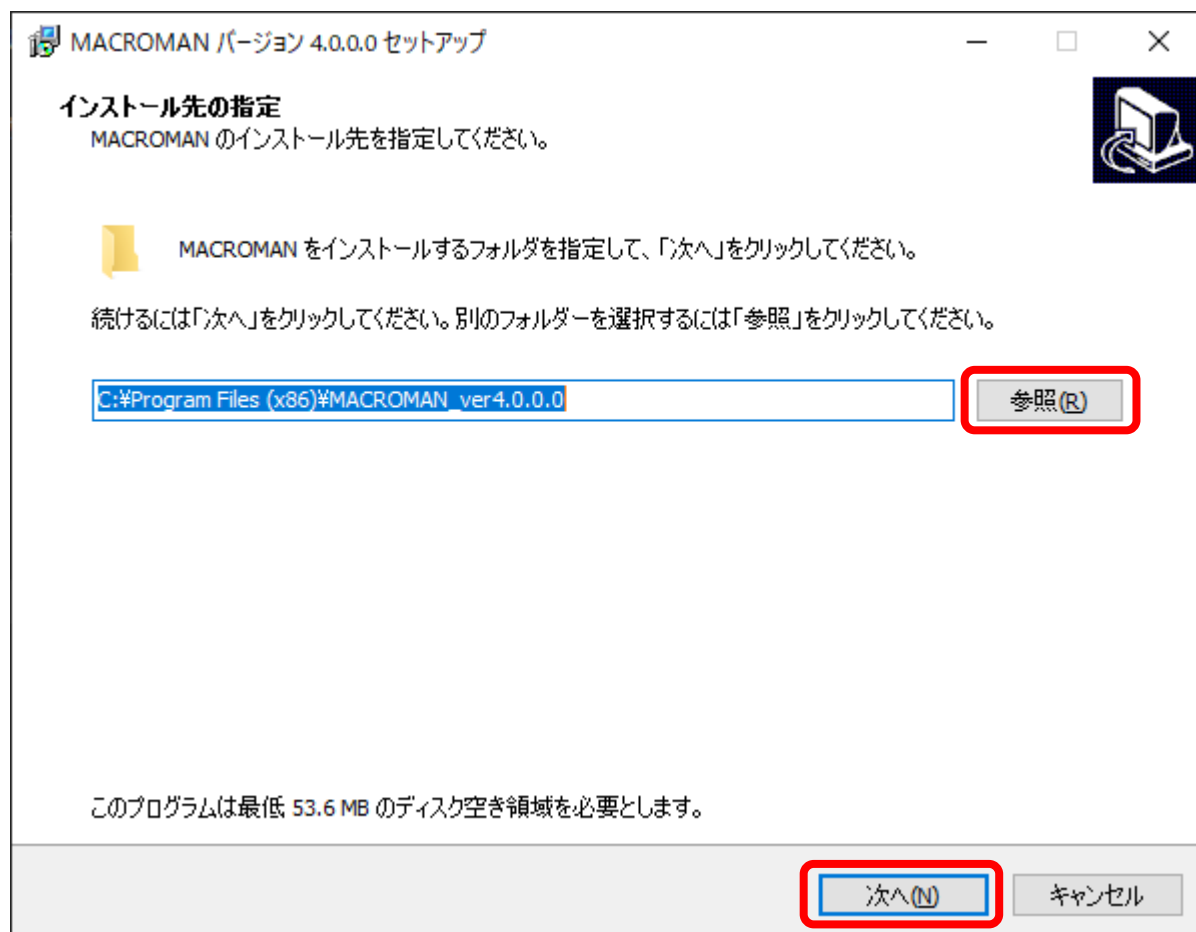 MACROMAN バージョン 4.0.0.0 セットアップ
インストール先の指定
MACROMAN のインストール先を指定してください。
MACROMAN をインストールするフォルダを指定して、「次へ」をクリックしてください。
続けるには「次へ」をクリックしてください。別のフォルダーを選択するには「参照」をクリックしてください。
C:¥Program Files (x86)¥MACROMAN_ver4.0.0.0
参照(R)
このプログラムは最低 53.6 MB のディスク空き領域を必要とします。
次へ(N)
キャンセル